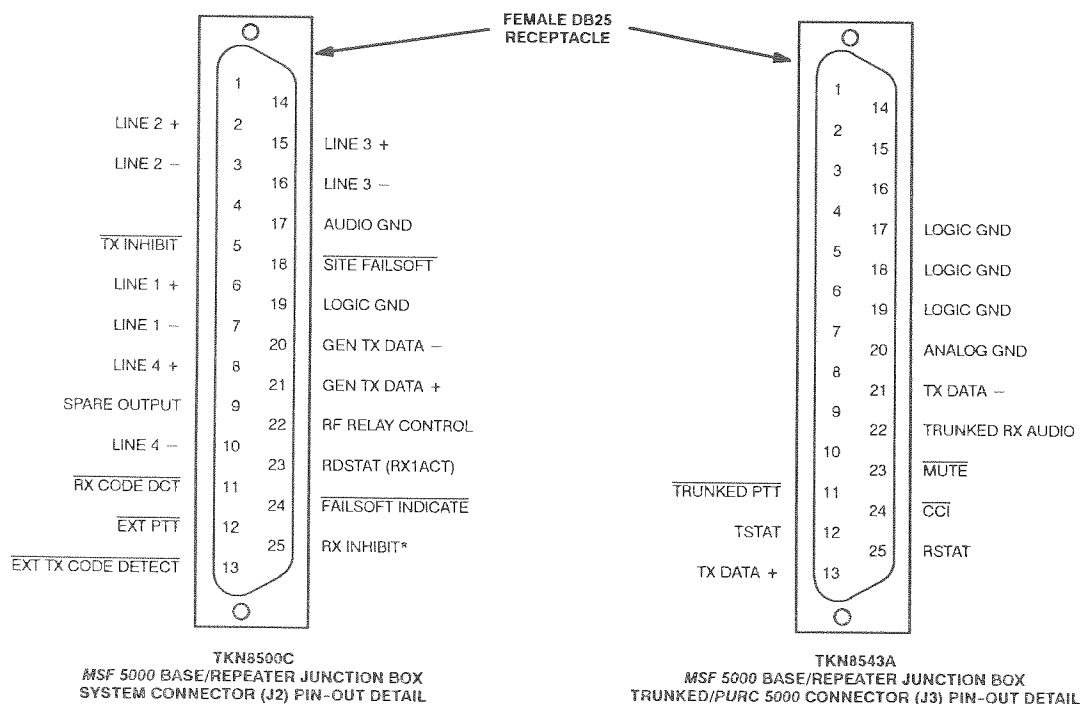 FEMALE DB25
RECEPTACLE
1
14
LINE 2 +
2
15
LINE 3 +
LINE 2 −
3
16
LINE 3 −
4
17
AUDIO GND
TX INHIBIT
5
18
SITE FAILSOFT
LINE 1 +
6
19
LOGIC GND
LINE 1 −
7
20
GEN TX DATA −
LINE 4 +
8
21
GEN TX DATA +
SPARE OUTPUT
9
22
RF RELAY CONTROL
LINE 4 −
10
23
RDSTAT (RX1ACT)
RX CODE DCT
11
24
FAILSOFT INDICATE
EXT PTT
12
25
RX INHIBIT*
EXT TX CODE DETECT
13
TKN8500C
MSF 5000 BASE/REPEATER JUNCTION BOX
SYSTEM CONNECTOR (J2) PIN-OUT DETAIL
1
14
2
15
3
16
4
17
LOGIC GND
5
18
LOGIC GND
6
19
LOGIC GND
7
20
ANALOG GND
8
21
TX DATA −
9
22
TRUNKED RX AUDIO
10
23
MUTE
TRUNKED PTT
11
24
CCI
TSTAT
12
25
RSTAT
TX DATA +
13
TKN8543A
MSF 5000 BASE/REPEATER JUNCTION BOX
TRUNKED/PURC 5000 CONNECTOR (J3) PIN-OUT DETAIL